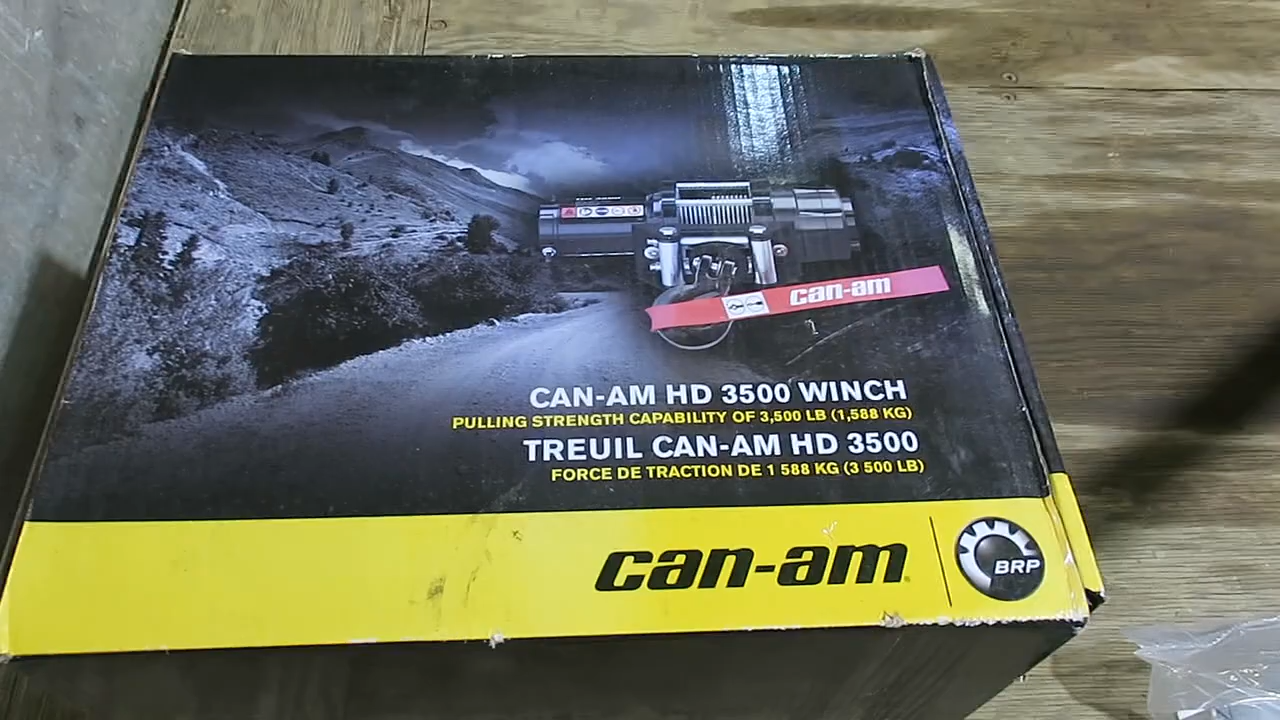 can-am
CAN-AM HD 3500 WINCH
PULLING STRENGTH CAPABILITY OF 3,500 LB (1,588 KG)
TREUIL CAN-AM HD 3500
FORCE DE TRACTION DE 1 588 KG (3 500 LB)
can-am
BRP